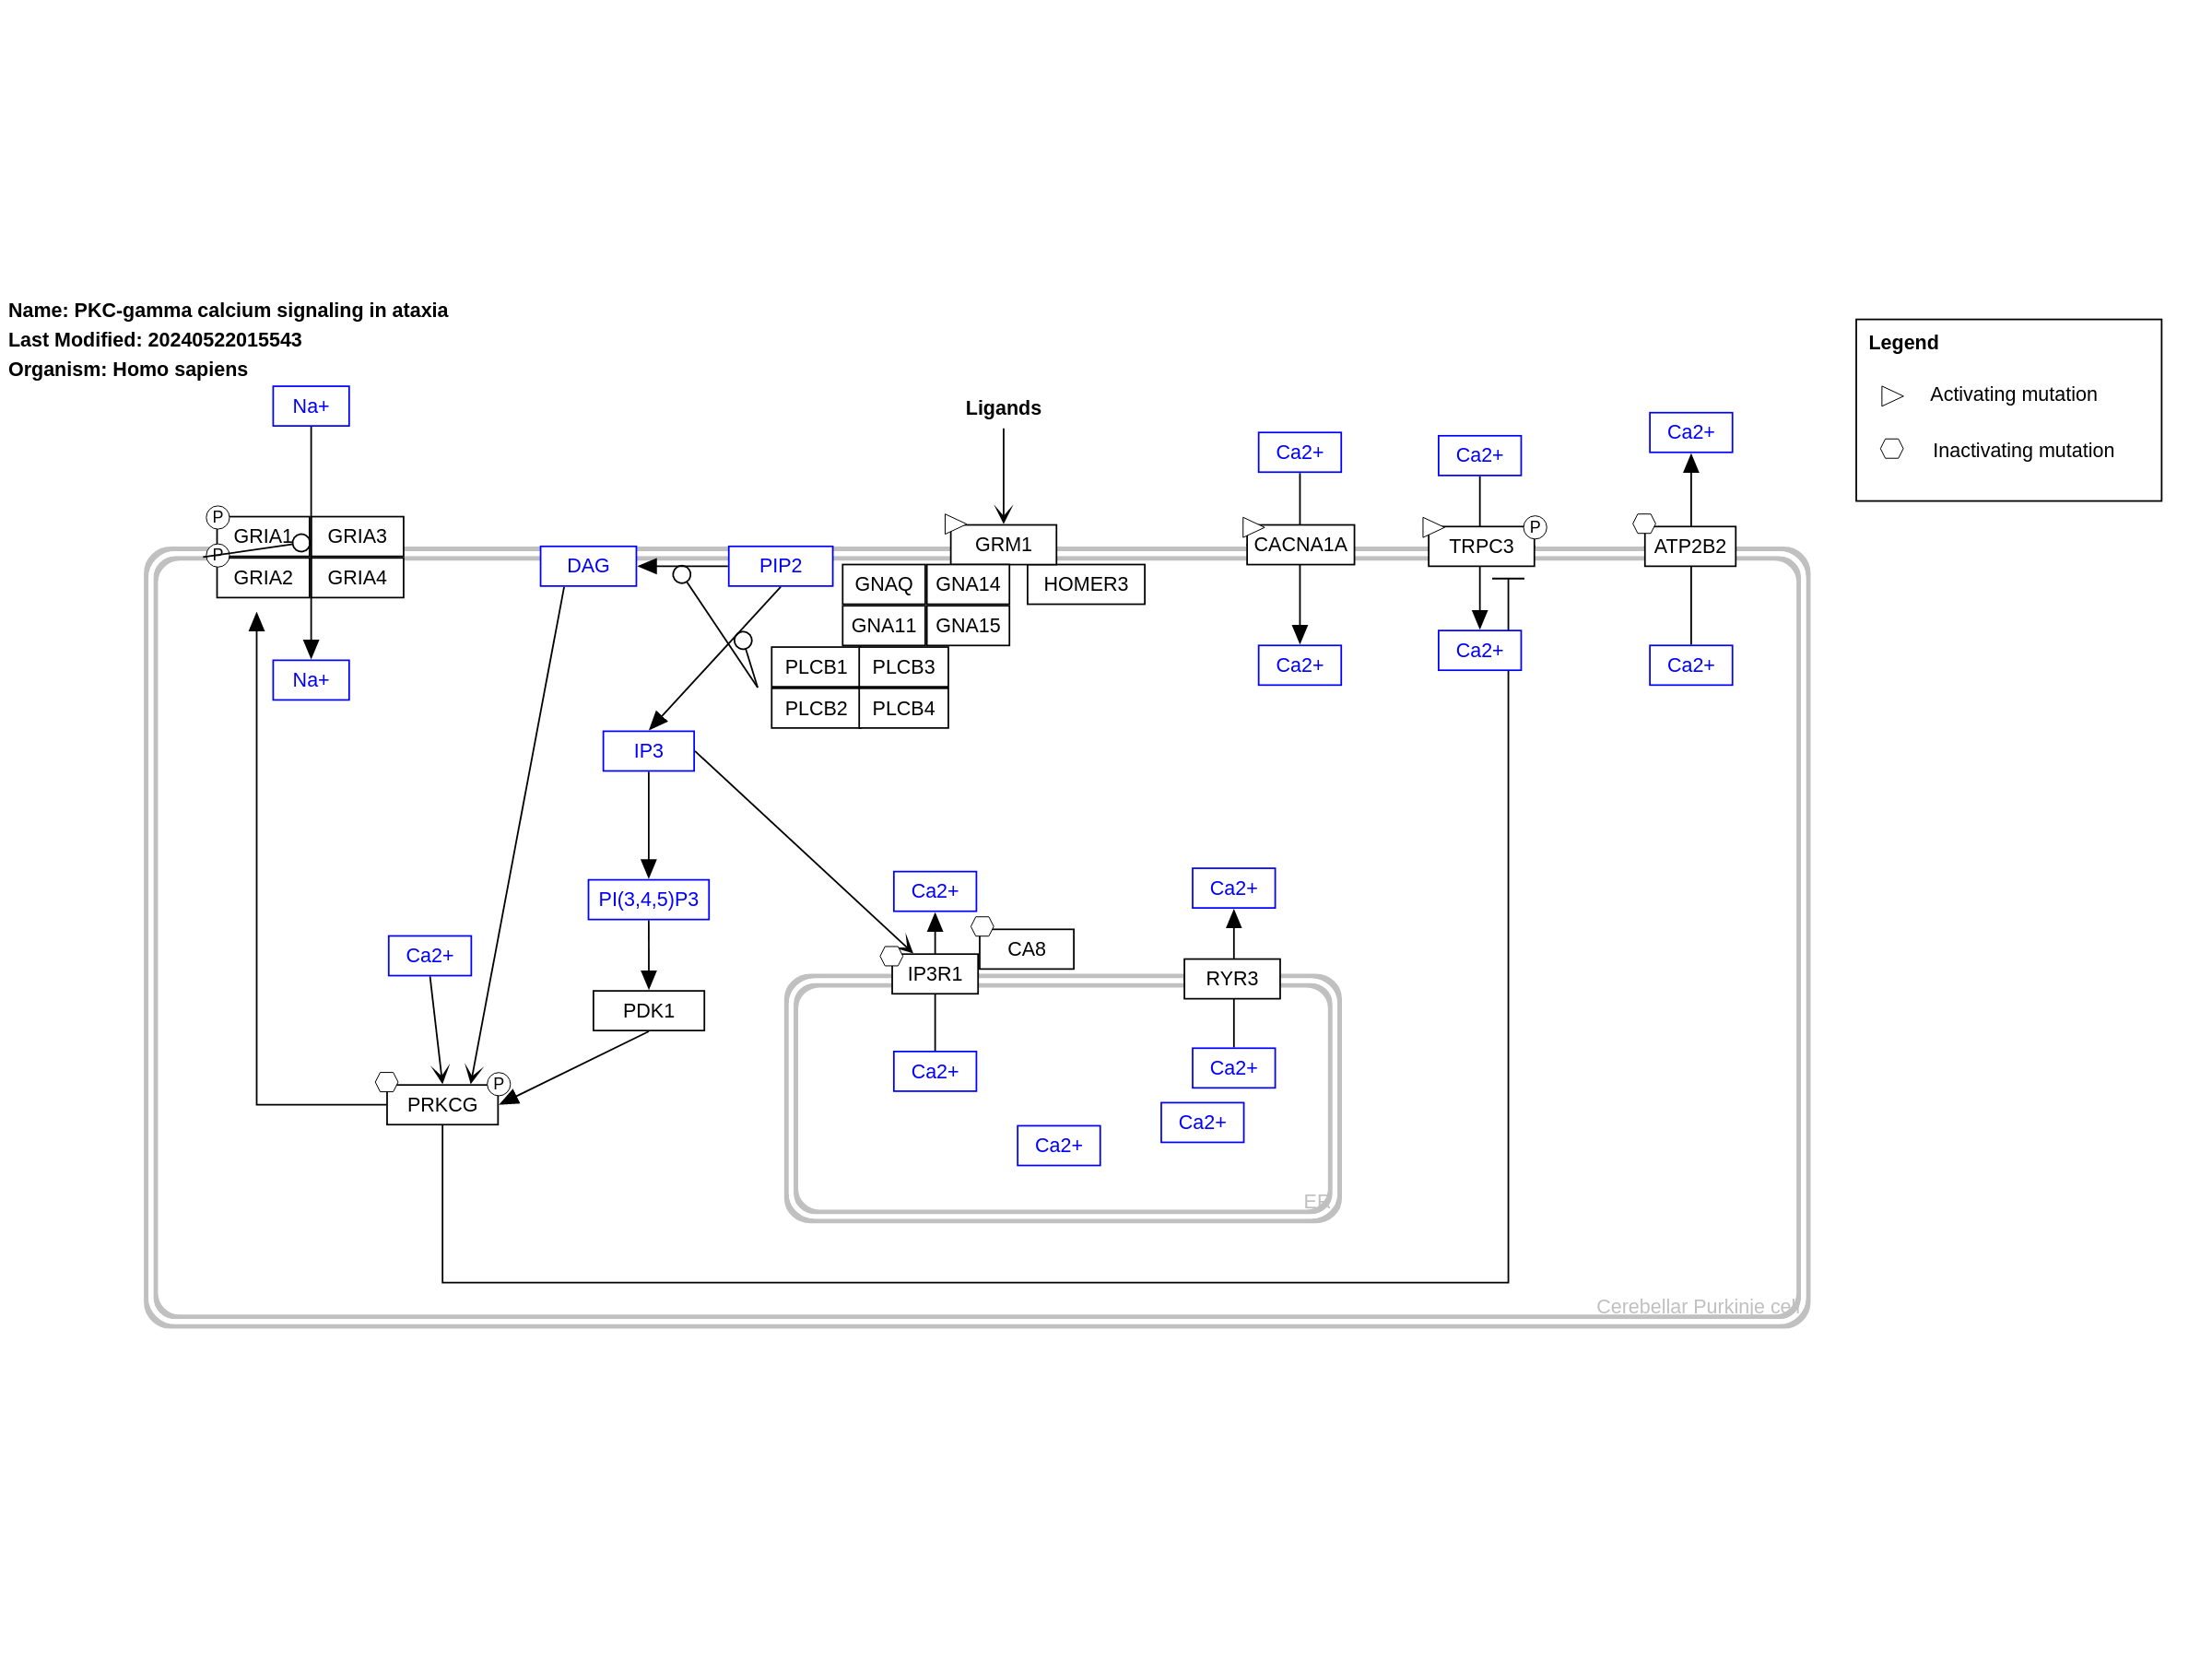 Name: PKC-gamma calcium signaling in ataxia
Last Modified: 20240522015543
Organism: Homo sapiens
Legend
Activating mutation
Inactivating mutation
Na+
Ligands
Ca2+
Ca2+
Ca2+
P
GRIA1
GRIA3
P
GRIA2
GRIA4
DAG
PIP2
GRM1
CACNA1A
TRPC3
P
ATP2B2
GNAQ
GNA14
HOMER3
GNA11
GNA15
PLCB1
PLCB3
PLCB2
PLCB4
Na+
Ca2+
Ca2+
Ca2+
IP3
PI(3,4,5)P3
Ca2+
Ca2+
Ca2+
CA8
IP3R1
RYR3
PDK1
Ca2+
Ca2+
P
PRKCG
Ca2+
Ca2+
ER
Cerebellar Purkinje cell